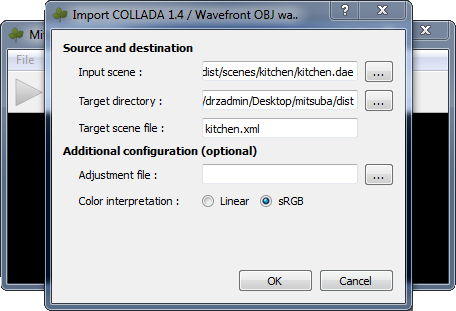 Import COLLADA 1.4 / Wavefront OBJ wa..
Mi
File
Source and destination
Input scene : dist/scenes/kitchen/kitchen.dae ...
Target directory : /drzadmin/Desktop/mitsuba/dist ...
Target scene file : kitchen.xml
Additional configuration (optional)
Adjustment file : ...
Color interpretation : Linear sRGB
OK Cancel